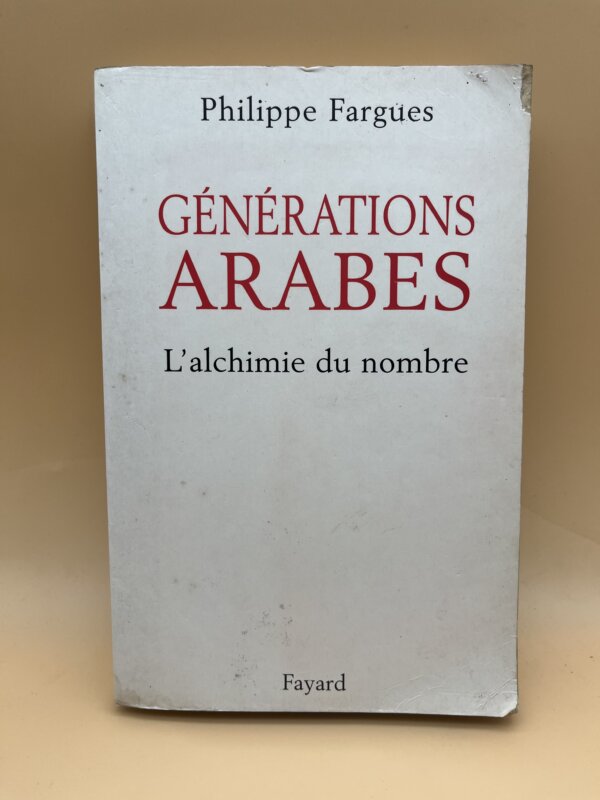 Philippe Fargues
GÉNÉRATIONS
ARABES
L'alchimie du nombre
Fayard